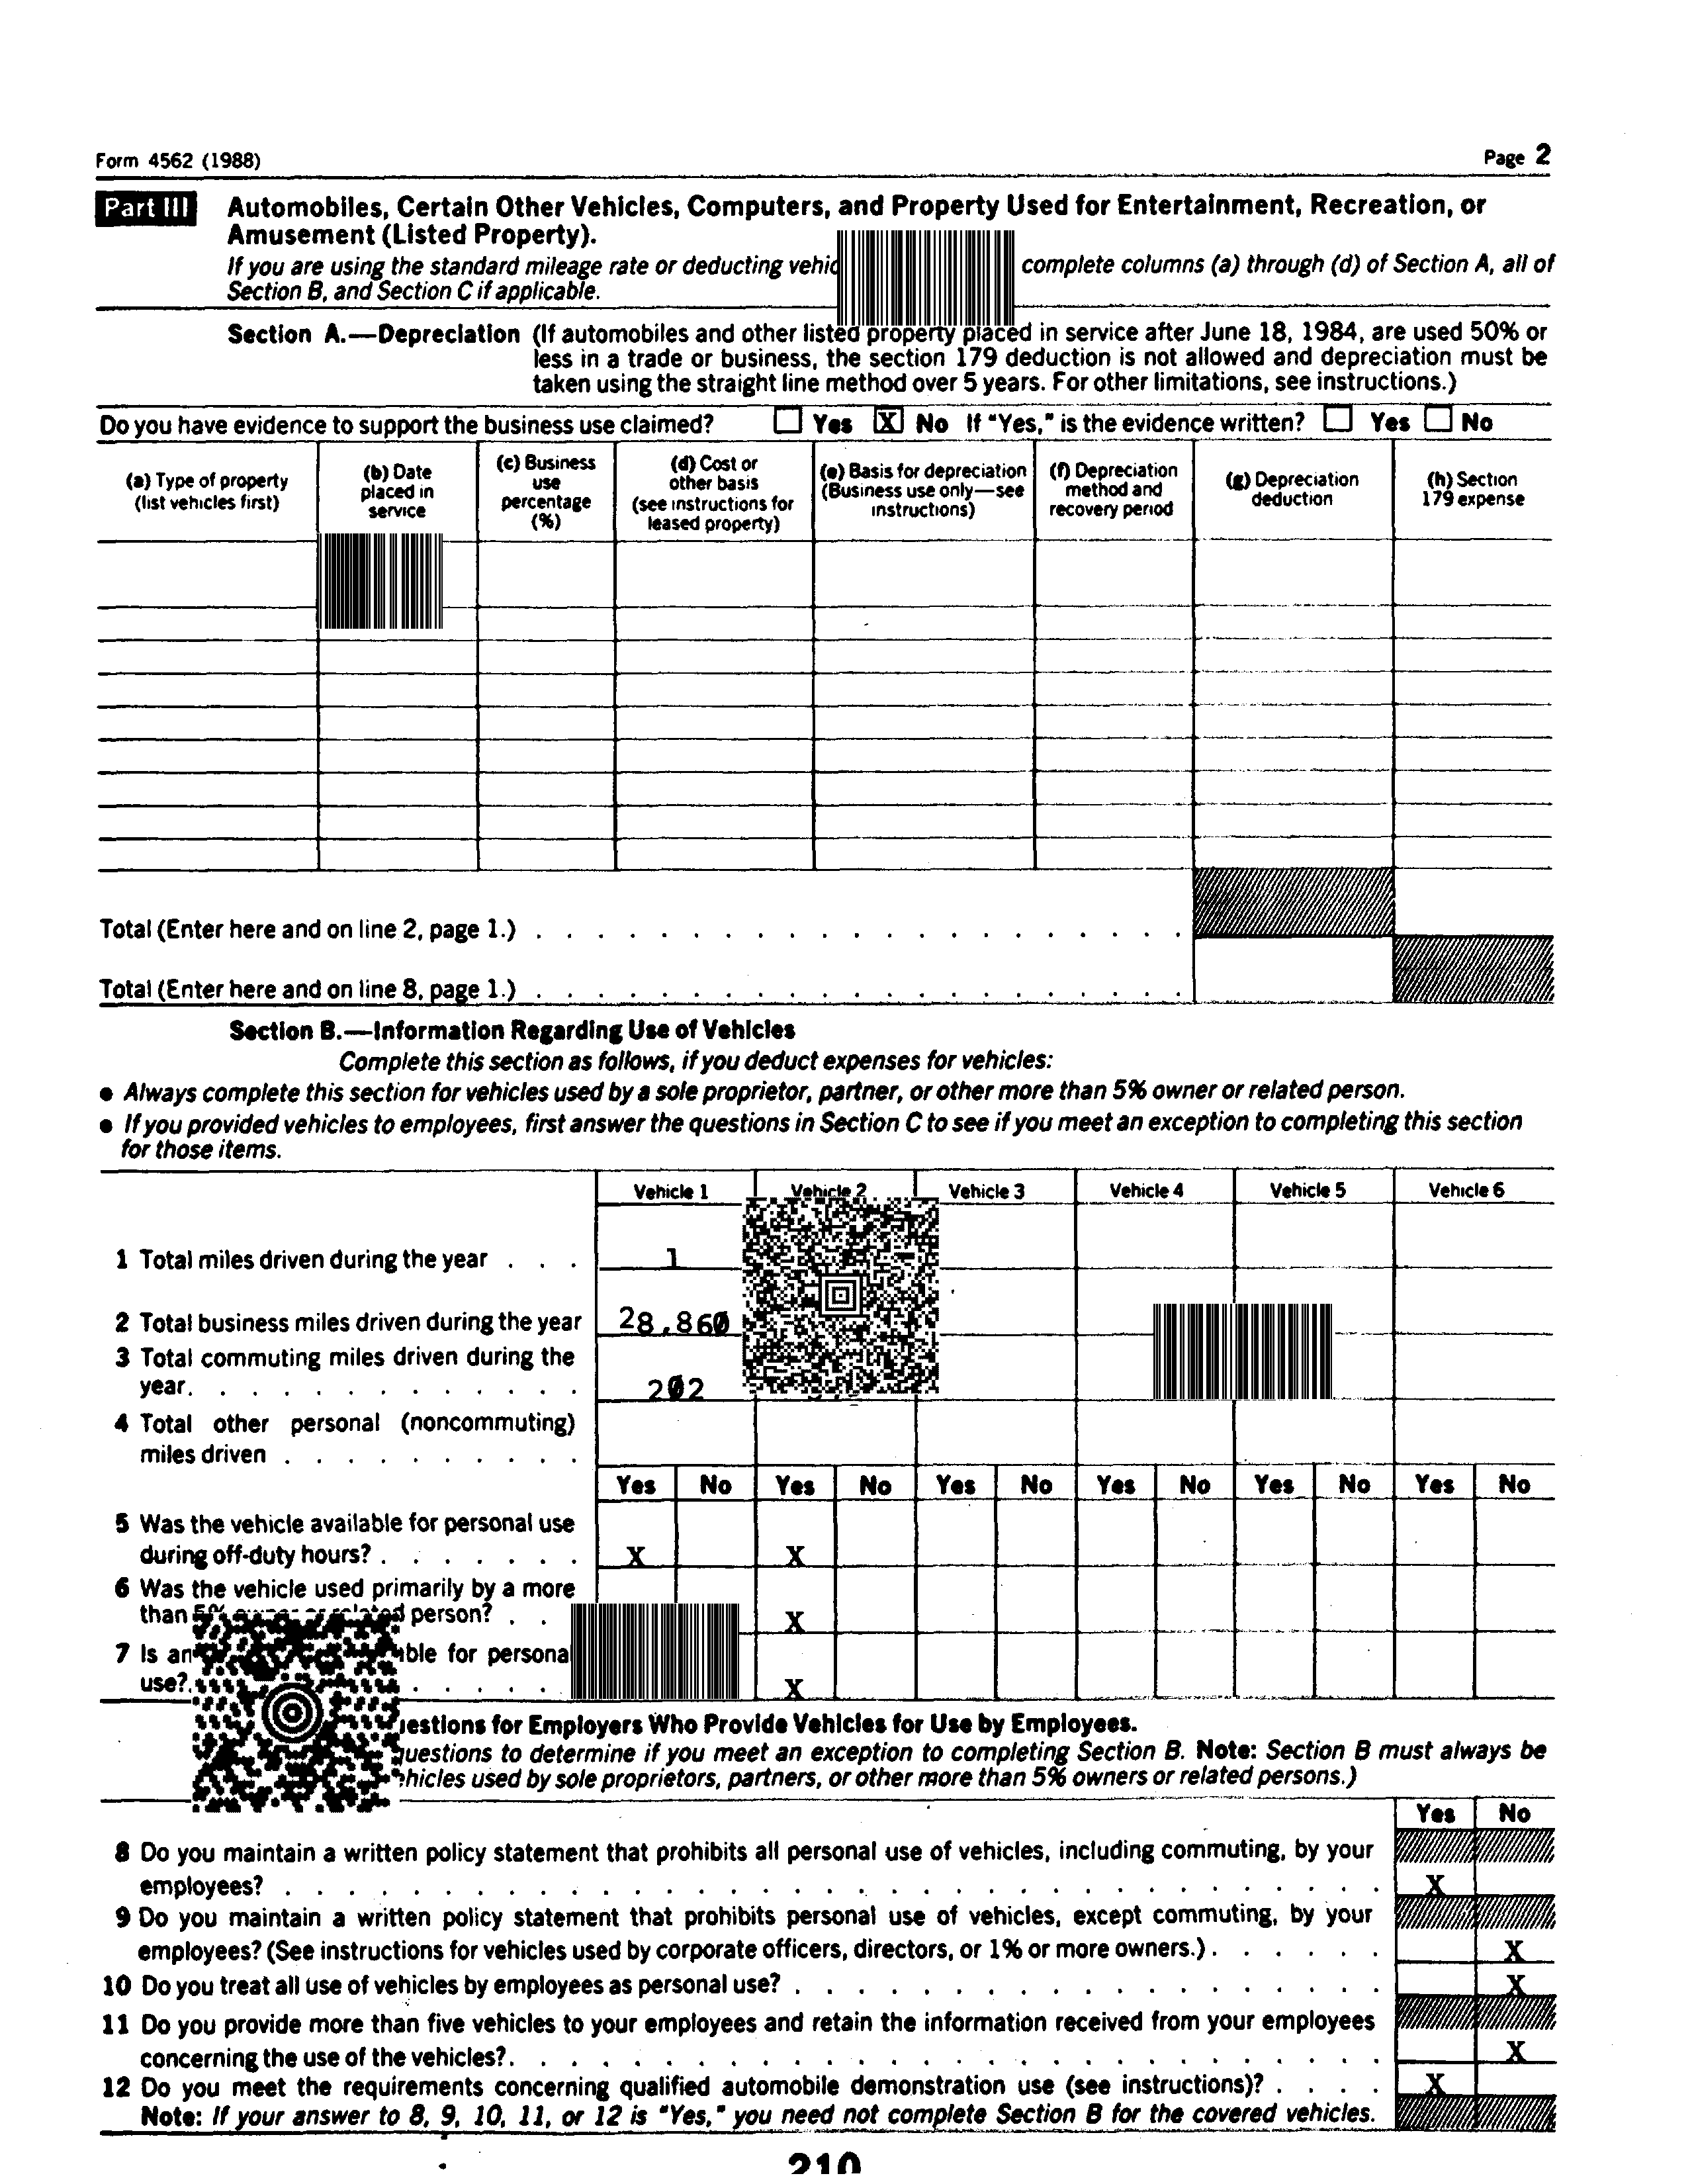 Form 4562 (1988) Page 2
Part III Automobiles, Certain Other Vehicles, Computers, and Property Used for Entertainment, Recreation, or
Amusement (Listed Property).
If you are using the standard mileage rate or deducting complete columns (a) through (d) of Section A, all of
Section B, and Section C if applicable.
Section A.—Depreciation (If automobiles and other listed property placed in service after June 18, 1984, are used 50% or
less in a trade or business, the section 179 deduction is not allowed and depreciation must be
taken using the straight line method over 5 years. For other limitations, see instructions.)
Do you have evidence to support the business use claimed? Yes X No If "Yes," is the evidence written? Yes No
(a) Type of property
(list vehicles first)
(b) Date
placed in
service
(c) Business
use
percentage
(%)
(d) Cost or
other basis
(see instructions for
leased property)
(e) Basis for depreciation
(Business use only—see
instructions)
(f) Depreciation
method and
recovery period
(g) Depreciation
deduction
(h) Section
179 expense
Total (Enter here and on line 2, page 1.)
Total (Enter here and on line 8, page 1.)
Section B.—Information Regarding Use of Vehicles
Complete this section as follows, if you deduct expenses for vehicles:
● Always complete this section for vehicles used by a sole proprietor, partner, or other more than 5% owner or related person.
● If you provided vehicles to employees, first answer the questions in Section C to see if you meet an exception to completing this section
for those items.
Vehicle 1 Vehicle 2 Vehicle 3 Vehicle 4 Vehicle 5 Vehicle 6
1 Total miles driven during the year . . . 1
2 Total business miles driven during the year 28,860
3 Total commuting miles driven during the
year. . . . . . . . . . . . . 202
4 Total other personal (noncommuting)
miles driven . . . . . . . . . .
Yes No Yes No Yes No Yes No Yes No Yes No
5 Was the vehicle available for personal use
during off-duty hours? . . . . . . . X X
6 Was the vehicle used primarily by a more
than 5% owner or related person? . . X
7 Is for personal
use? . . . . . X
for Employers Who Provide Vehicles for Use by Employees.
questions to determine if you meet an exception to completing Section B. Note: Section B must always be
used by sole proprietors, partners, or other more than 5% owners or related persons.)
Yes No
8 Do you maintain a written policy statement that prohibits all personal use of vehicles, including commuting, by your
employees? X
9 Do you maintain a written policy statement that prohibits personal use of vehicles, except commuting, by your
employees? (See instructions for vehicles used by corporate officers, directors, or 1% or more owners.) . . . . . . X
10 Do you treat all use of vehicles by employees as personal use? X
11 Do you provide more than five vehicles to your employees and retain the information received from your employees
concerning the use of the vehicles? X
12 Do you meet the requirements concerning qualified automobile demonstration use (see instructions)? . . . . X
Note: If your answer to 8, 9, 10, 11, or 12 is "Yes," you need not complete Section B for the covered vehicles.
210